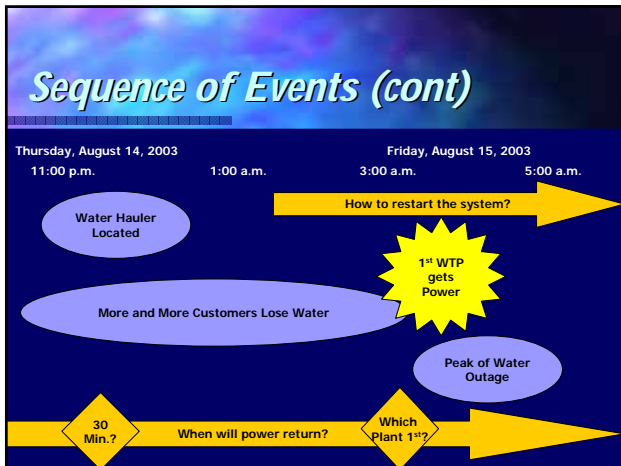 Sequence of Events (cont)
Thursday, August 14, 2003
Friday, August 15, 2003
11:00 p.m.
1:00 a.m.
3:00 a.m.
5:00 a.m.
How to restart the system?
Water Hauler
Located
1st WTP
gets
Power
More and More Customers Lose Water
Peak of Water
Outage
30
Min.?
When will power return?
Which
Plant 1st?